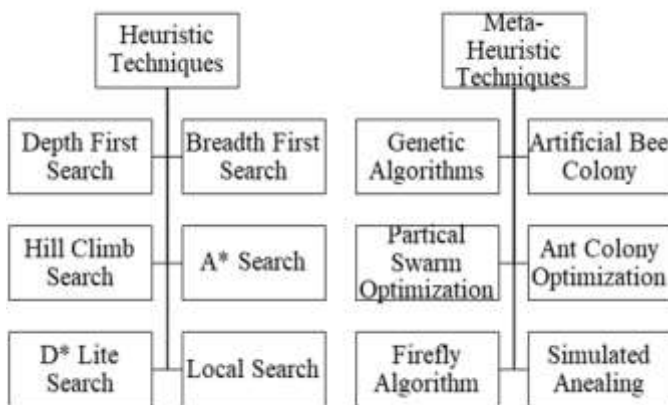 Heuristic
Techniques
Meta-
Heuristic
Techniques
Depth First
Search
Breadth First
Search
Genetic
Algorithms
Artificial Bee
Colony
Hill Climb
Search
A* Search
Partical
Swarm
Optimization
Ant Colony
Optimization
D* Lite
Search
Local Search
Firefly
Algorithm
Simulated
Anealing